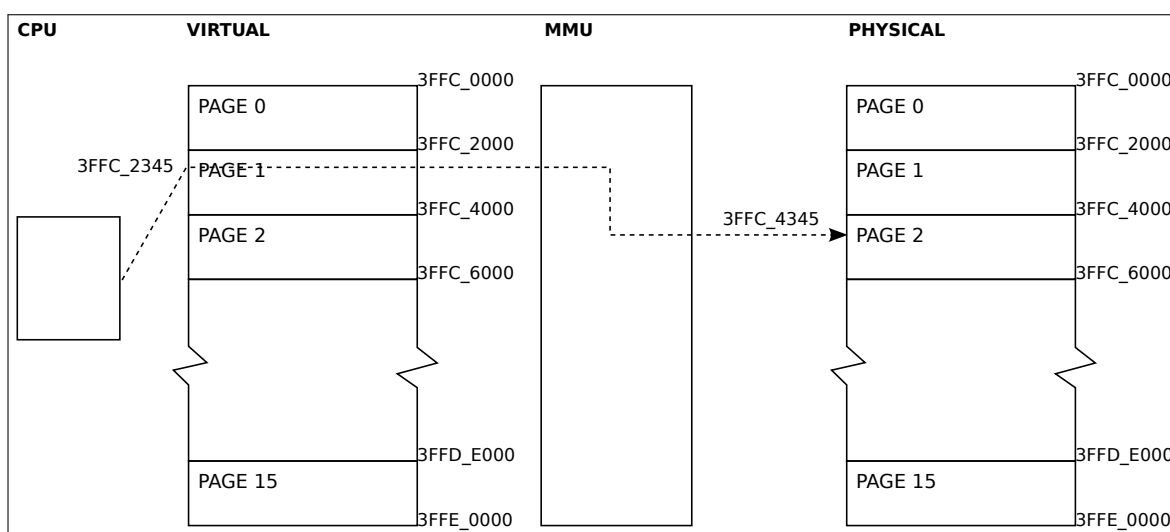 CPU VIRTUAL MMU PHYSICAL
3FFC_0000 3FFC_0000
PAGE 0 PAGE 0
3FFC_2000 3FFC_2000
3FFC_2345 PAGE 1 PAGE 1
3FFC_4000 3FFC_4000
3FFC_4345
PAGE 2 PAGE 2
3FFC_6000 3FFC_6000
3FFD_E000 3FFD_E000
PAGE 15 PAGE 15
3FFE_0000 3FFE_0000